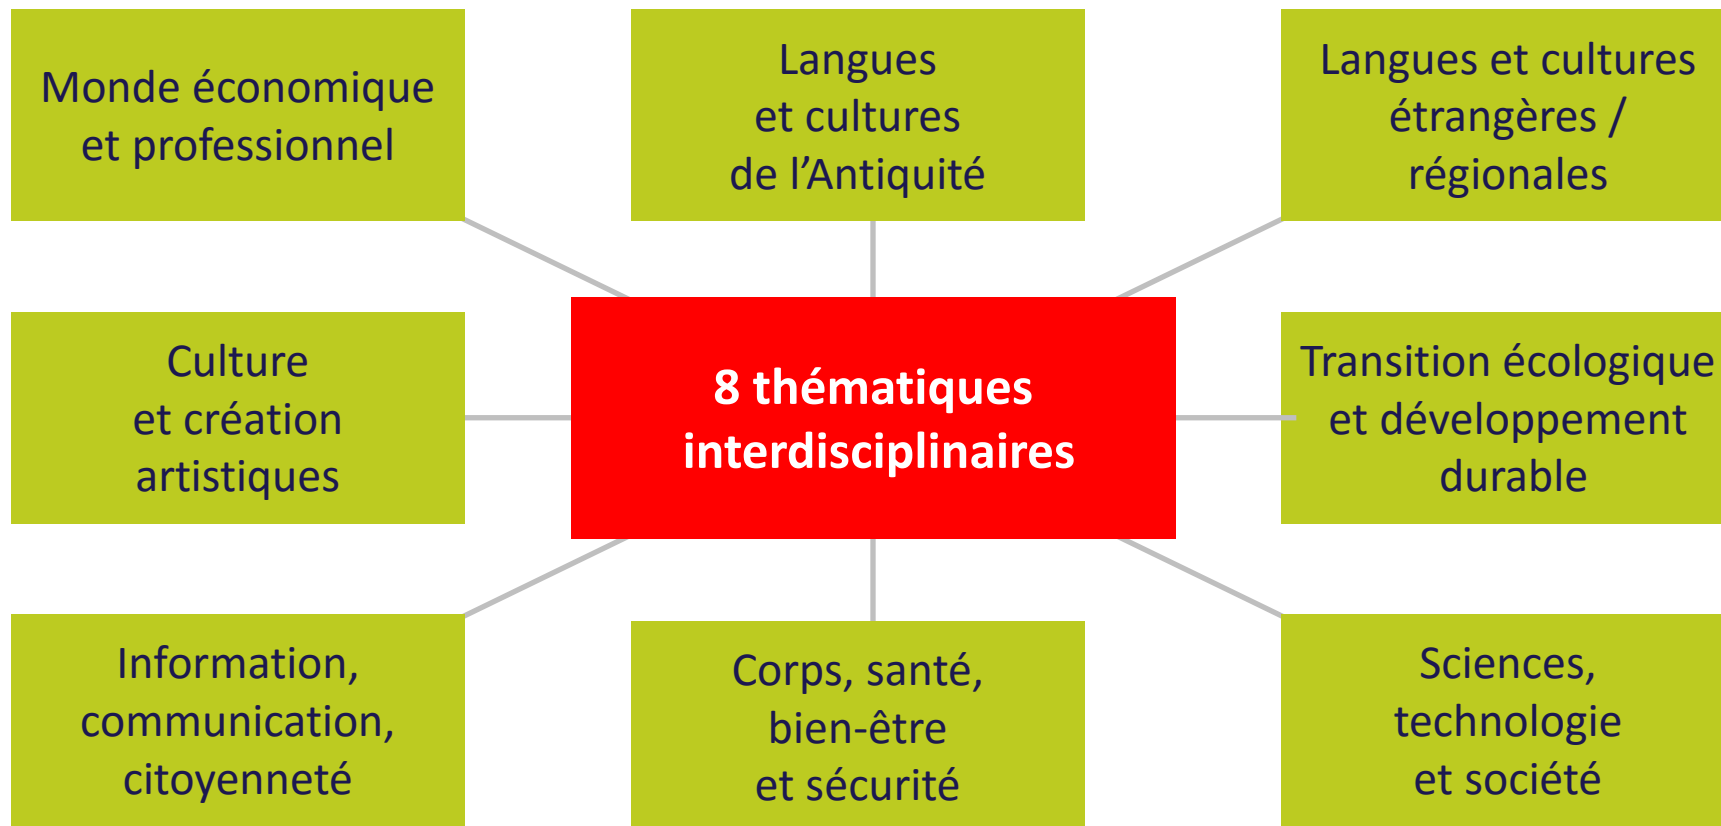 Monde économique
et professionnel
Langues
et cultures
de l’Antiquité
Langues et cultures
étrangères /
régionales
Culture
et création
artistiques
8 thématiques
interdisciplinaires
Transition écologique
et développement
durable
Information,
communication,
citoyenneté
Corps, santé,
bien-être
et sécurité
Sciences,
technologie
et société